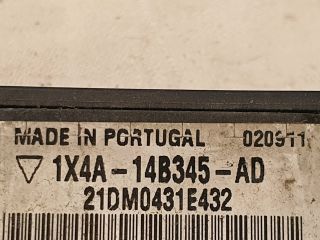 MADE IN PORTUGAL 020911
1X4A-14B345-AD
21DM0431E432